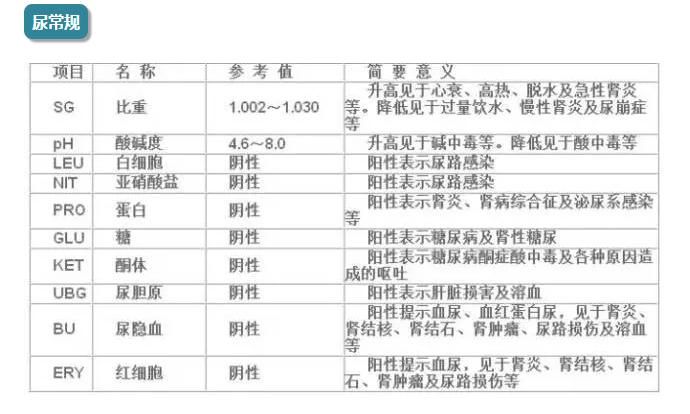 尿常规
项目 名 称 参 考 值 简 要 意 义
SG 比重 1.002～1.030 升高见于心衰、高热、脱水及急性肾炎
等。降低见于过量饮水、慢性肾炎及尿崩症
等
pH 酸碱度 4.6～8.0 升高见于碱中毒等。降低见于酸中毒等
LEU 白细胞 阴性 阳性表示尿路感染
NIT 亚硝酸盐 阴性 阳性表示尿路感染
PRO 蛋白 阴性 阳性表示肾炎、肾病综合征及泌尿系感染
等
GLU 糖 阴性 阳性表示糖尿病及肾性糖尿
KET 酮体 阴性 阳性表示糖尿病酮症酸中毒及各种原因造
成的呕吐
UBG 尿胆原 阴性 阳性表示肝脏损害及溶血
BU 尿隐血 阴性 阳性提示血尿、血红蛋白尿，见于肾炎、
肾结核、肾结石、肾肿瘤、尿路损伤及溶血
等
ERY 红细胞 阴性 阳性提示血尿，见于肾炎、肾结核、肾结
石、肾肿瘤及尿路损伤等